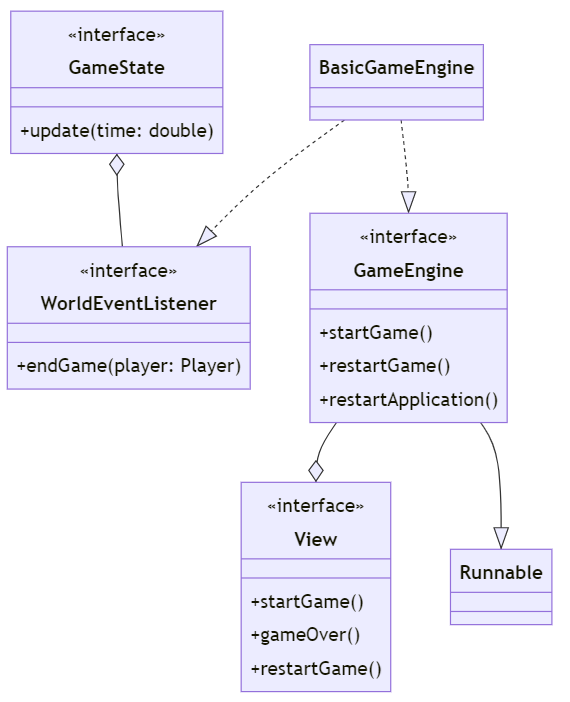 «interface»
GameState
+update(time: double)
BasicGameEngine
«interface»
WorldEventListener
+endGame(player: Player)
«interface»
GameEngine
+startGame()
+restartGame()
+restartApplication()
«interface»
View
+startGame()
+gameOver()
+restartGame()
Runnable